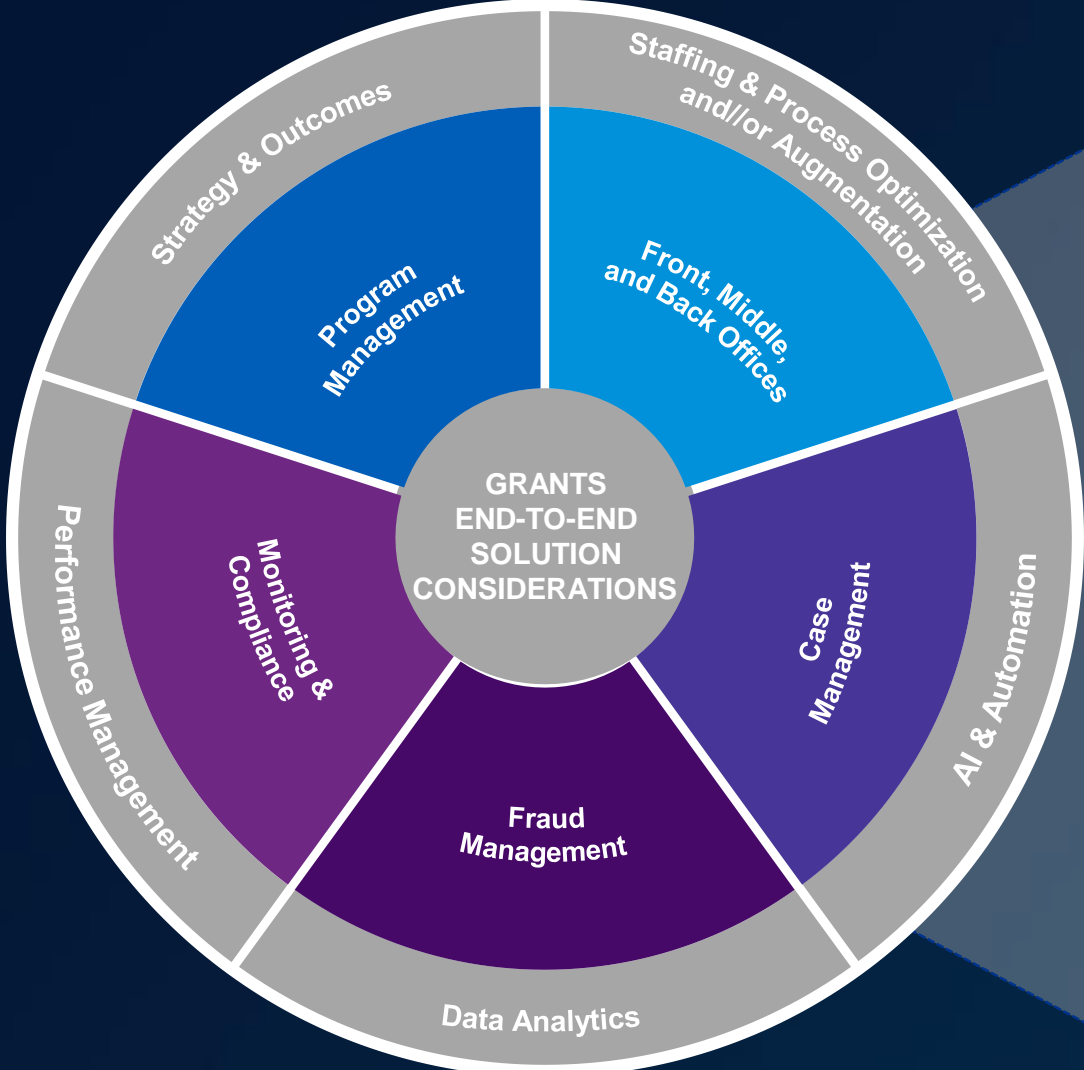 Strategy & Outcomes
Staffing & Process Optimization
and//or Augmentation
Program
Management
Front, Middle,
and Back Offices
GRANTS
END-TO-END
SOLUTION
CONSIDERATIONS
Performance Management
Monitoring &
Compliance
Case
Management
AI & Automation
Fraud
Management
Data Analytics